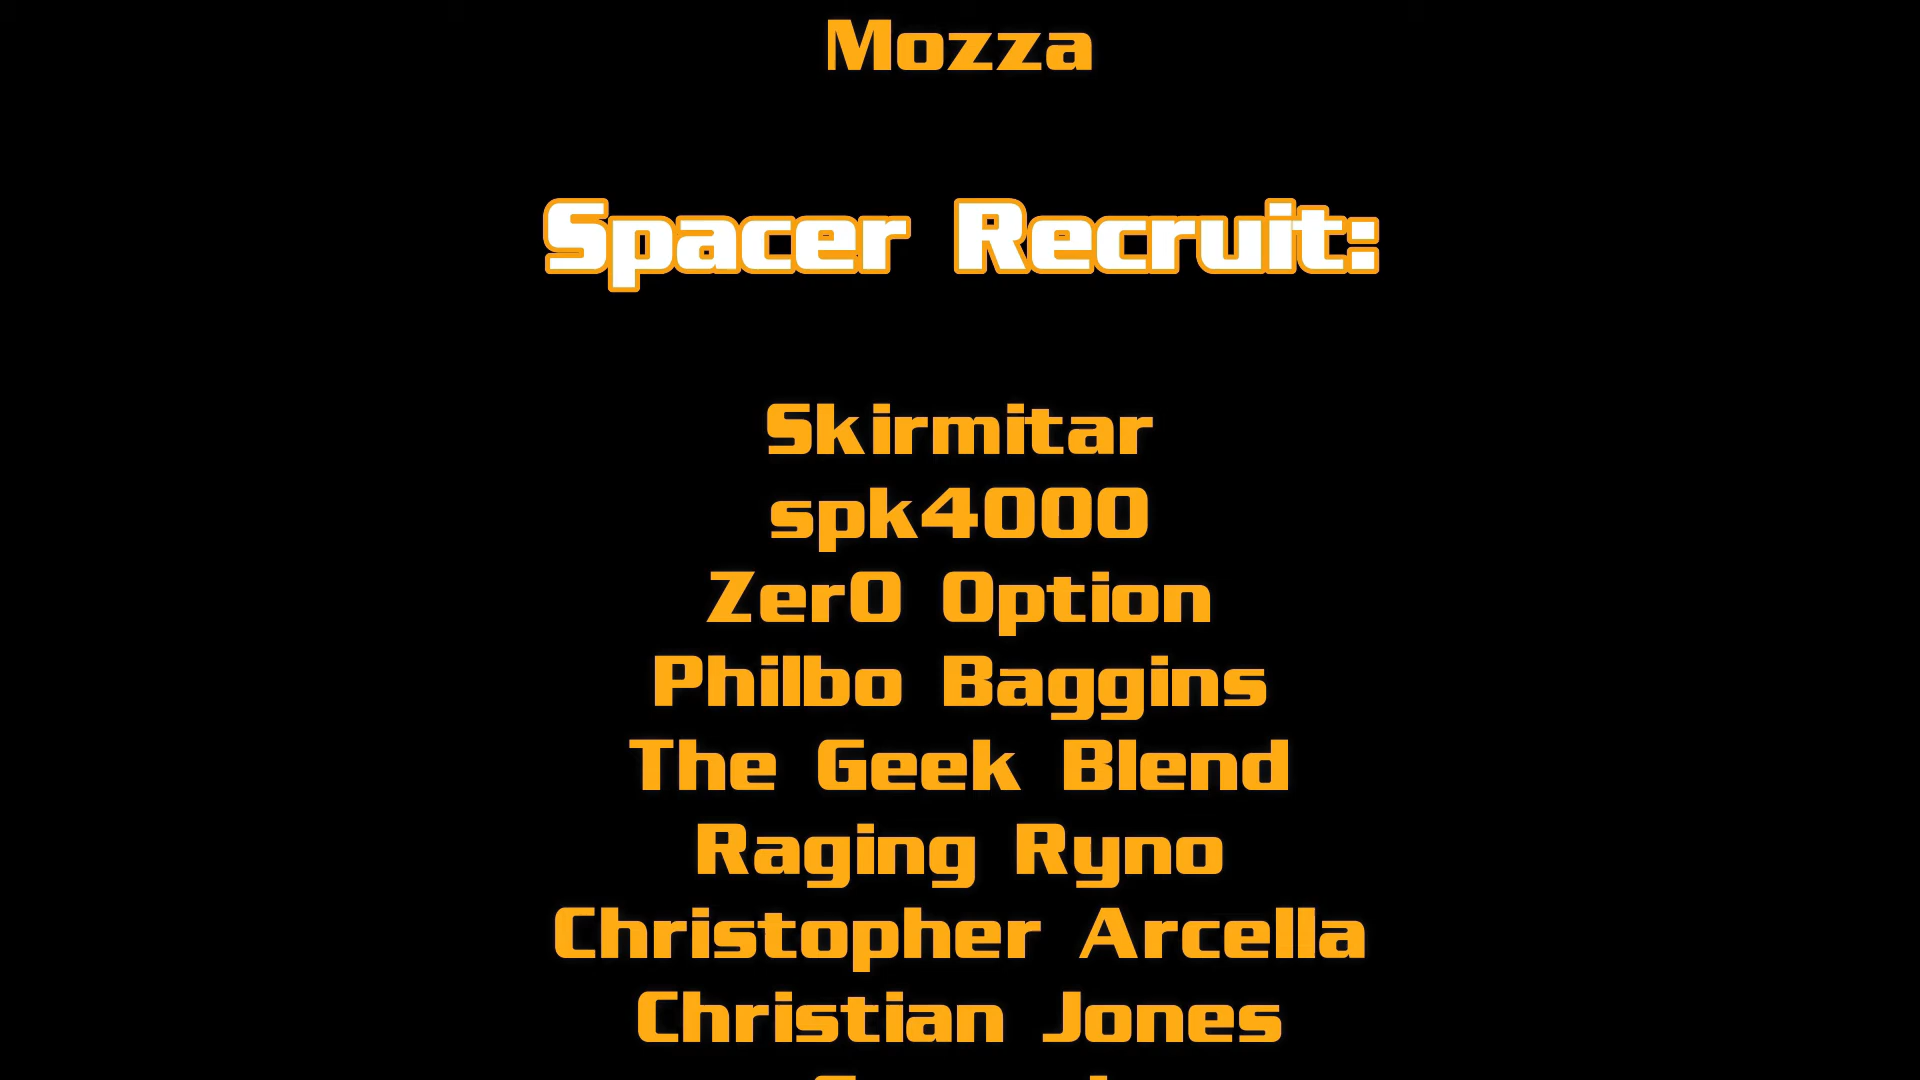 Mozza
Spacer Recruit:
Skirmitar
spk4000
Zer0 Option
Philbo Baggins
The Geek Blend
Raging Ryno
Christopher Arcella
Christian Jones